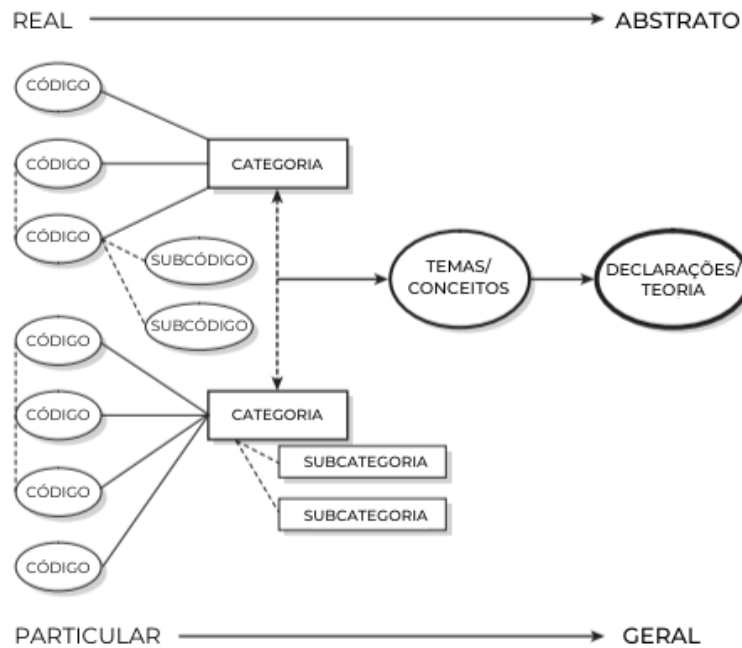 REAL
ABSTRATO
CÓDIGO
CÓDIGO
CATEGORIA
CÓDIGO
SUBCÓDIGO
TEMAS/
CONCEITOS
DECLARAÇÕES/
TEORIA
SUBCÓDIGO
CÓDIGO
CÓDIGO
CATEGORIA
SUBCATEGORIA
CÓDIGO
SUBCATEGORIA
CÓDIGO
PARTICULAR
GERAL